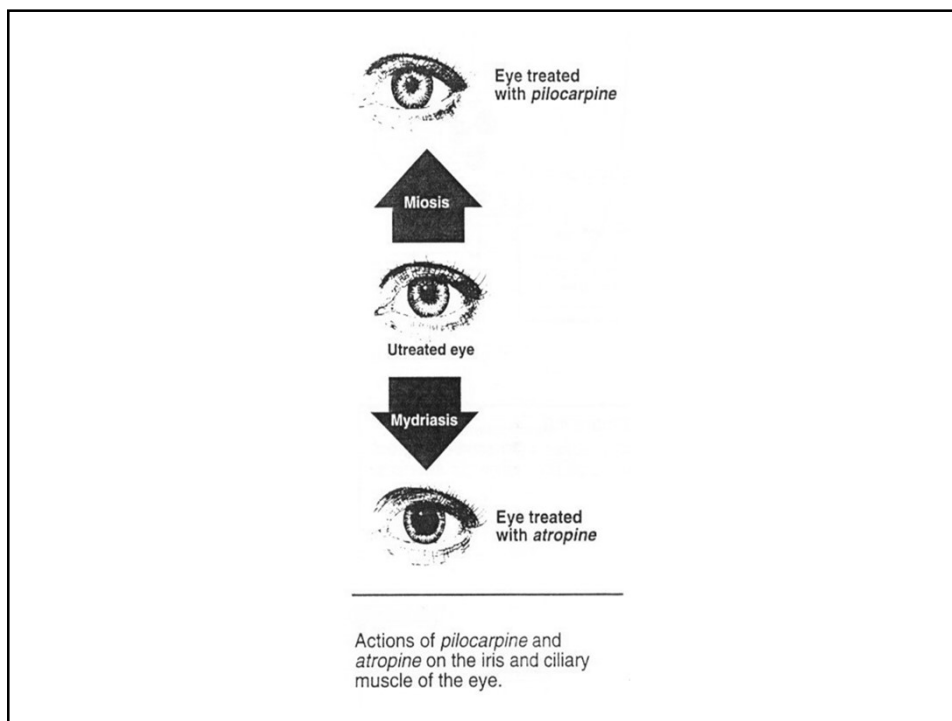 Eye treated
with pilocarpine
Miosis
Utreated eye
Mydriasis
Eye treated
with atropine
Actions of pilocarpine and
atropine on the iris and ciliary
muscle of the eye.